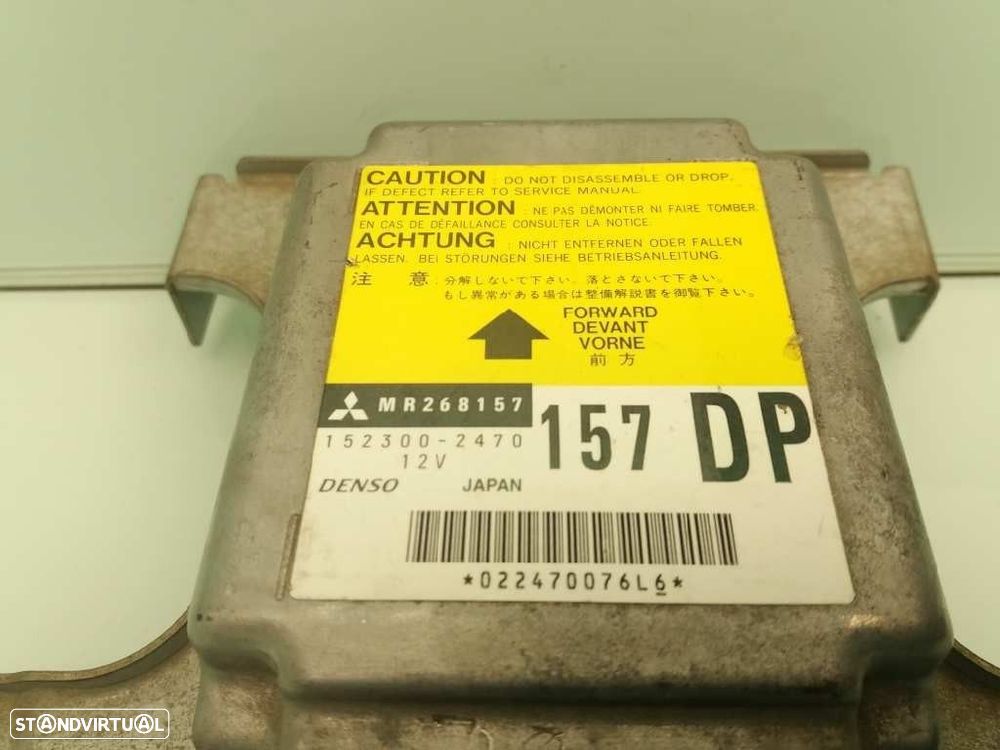 CAUTION : DO NOT DISASSEMBLE OR DROP.
IF DEFECT REFER TO SERVICE MANUAL.
ATTENTION : NE PAS DÉMONTER NI FAIRE TOMBER.
EN CAS DE DÉFAILLANCE CONSULTER LA NOTICE.
ACHTUNG : NICHT ENTFERNEN ODER FALLEN
LASSEN. BEI STÖRUNGEN SIEHE BETRIEBSANLEITUNG.
注 意 : 分解しないで下さい。落とさないで下さい。
もし異常がある場合は整備解説書を御覧下さい。
FORWARD
DEVANT
VORNE
前方
MR268157
152300-2470
12V
157 DP
DENSO JAPAN
*022470076L6*
STANDVIRTUAL